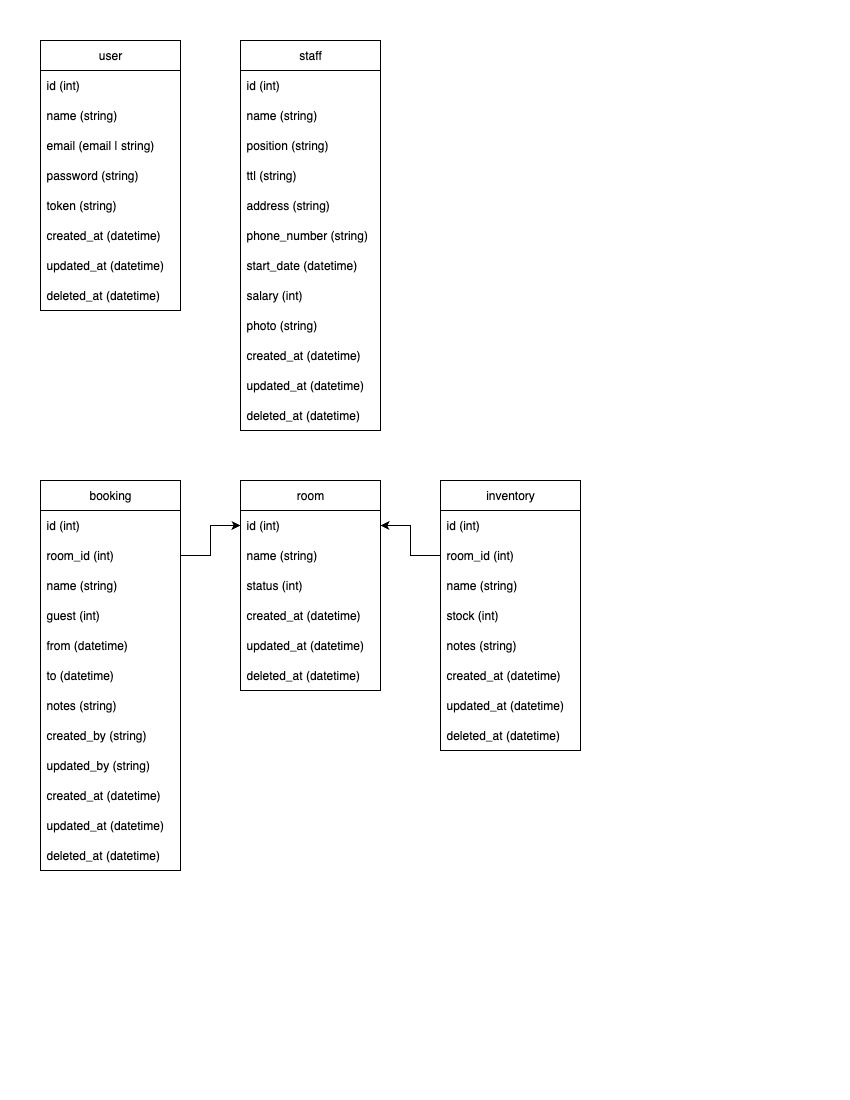 user
id (int)
name (string)
email (email | string)
password (string)
token (string)
created_at (datetime)
updated_at (datetime)
deleted_at (datetime)
staff
id (int)
name (string)
position (string)
ttl (string)
address (string)
phone_number (string)
start_date (datetime)
salary (int)
photo (string)
created_at (datetime)
updated_at (datetime)
deleted_at (datetime)
booking
id (int)
room_id (int)
name (string)
guest (int)
from (datetime)
to (datetime)
notes (string)
created_by (string)
updated_by (string)
created_at (datetime)
updated_at (datetime)
deleted_at (datetime)
room
id (int)
name (string)
status (int)
created_at (datetime)
updated_at (datetime)
deleted_at (datetime)
inventory
id (int)
room_id (int)
name (string)
stock (int)
notes (string)
created_at (datetime)
updated_at (datetime)
deleted_at (datetime)